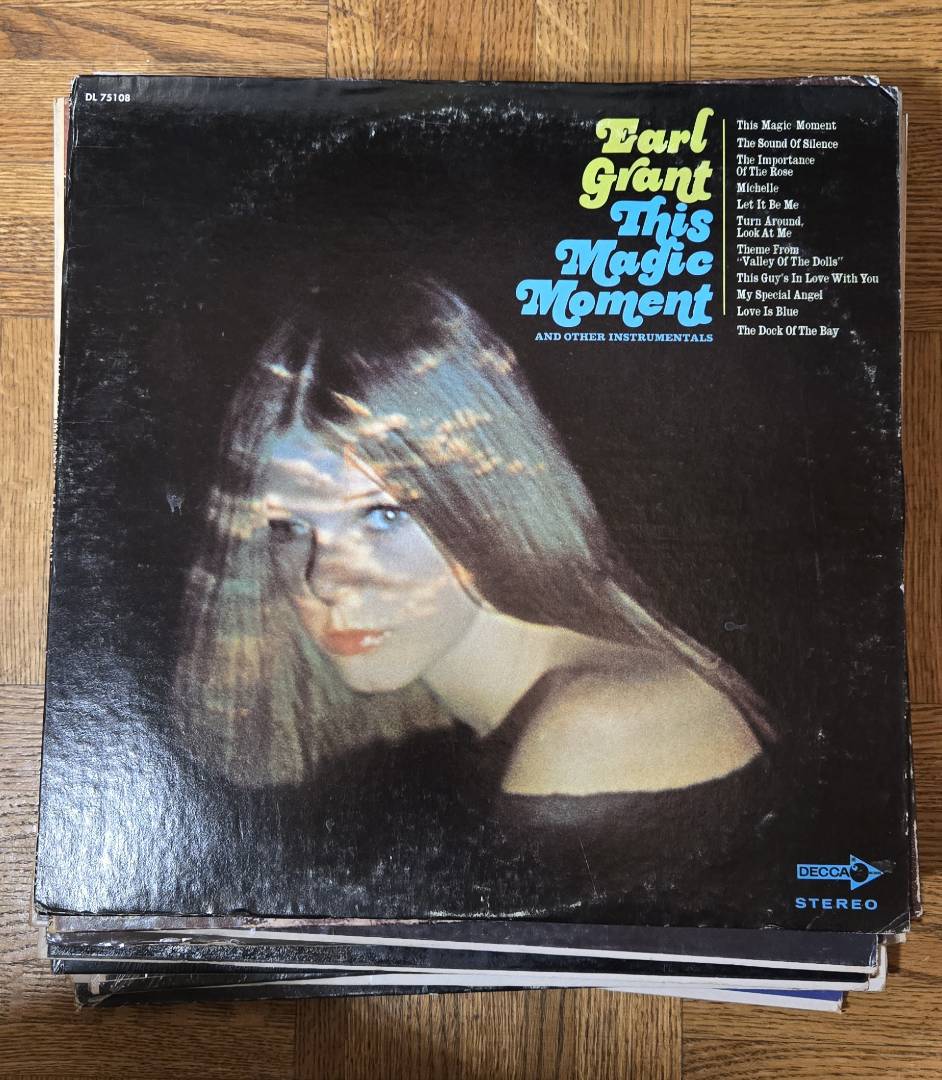 DL 75108
Earl
Grant
This
Magic
Moment
AND OTHER INSTRUMENTALS
This Magic Moment
The Sound Of Silence
The Importance
Of The Rose
Michelle
Let It Be Me
Turn Around,
Look At Me
Theme From
"Valley Of The Dolls"
This Guy's In Love With You
My Special Angel
Love Is Blue
The Dock Of The Bay
DECCA
STEREO